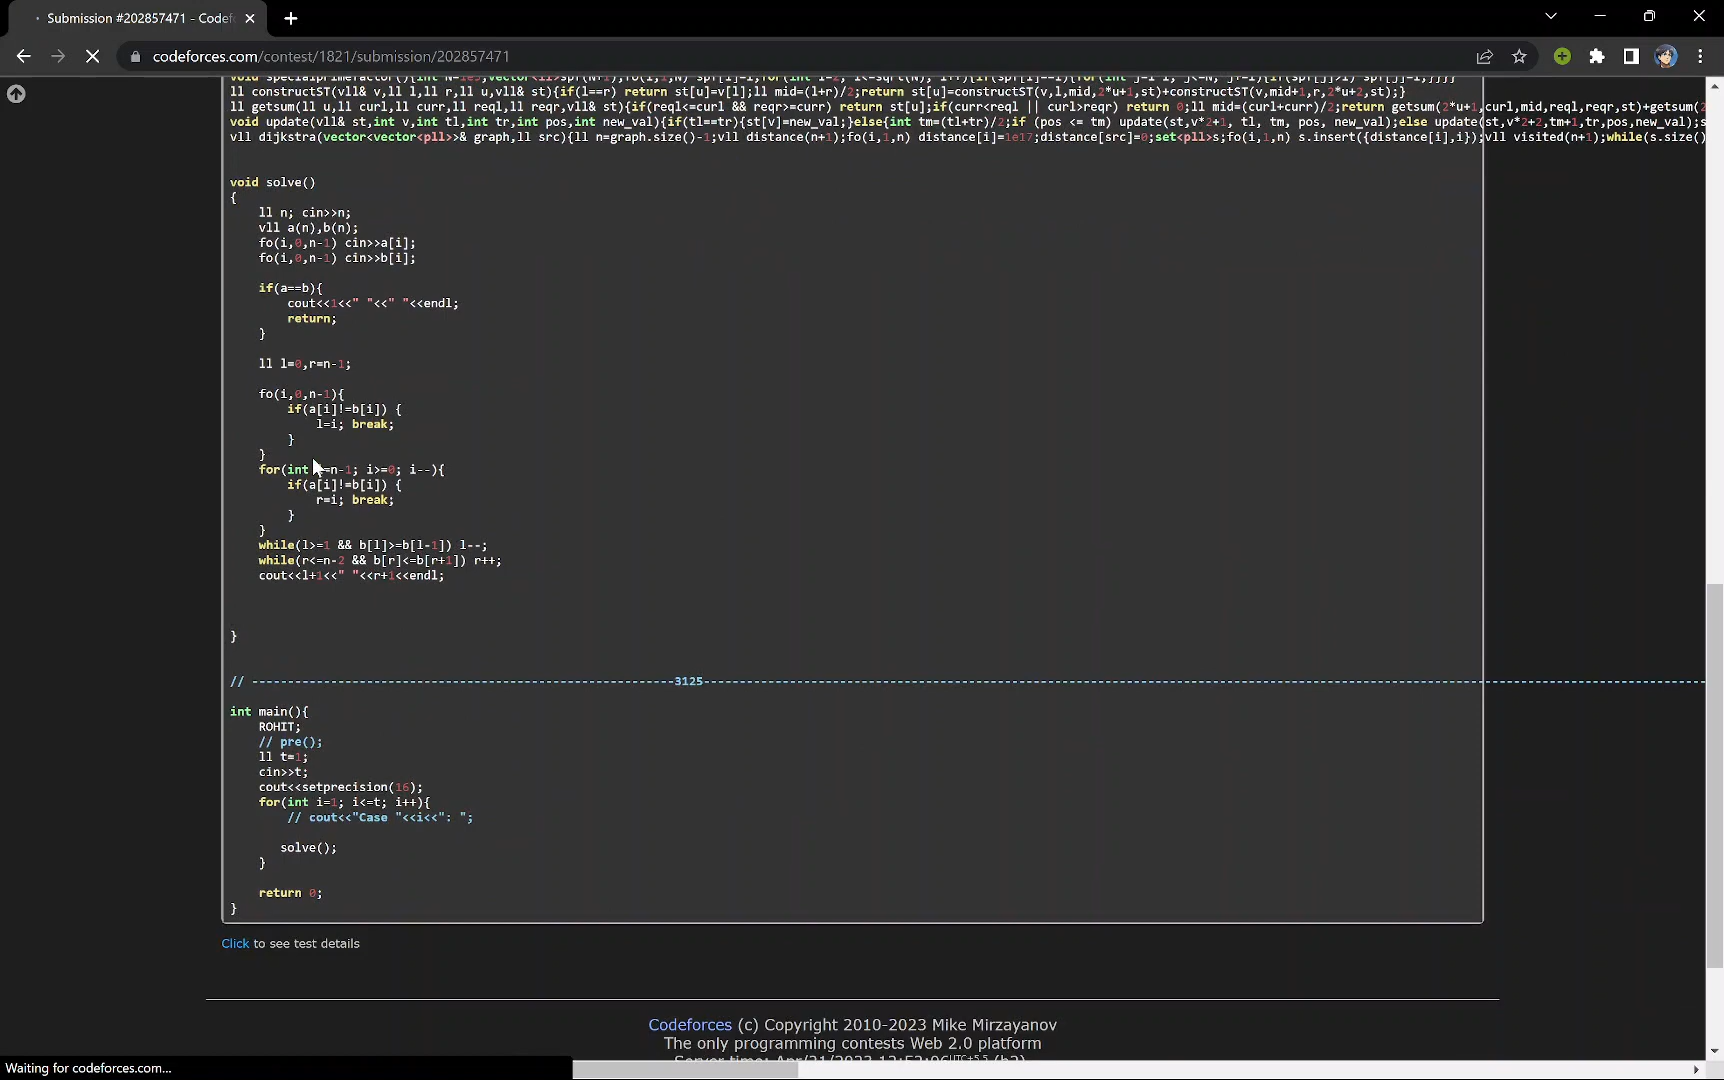 Submission #202857471 - Codef
codeforces.com/contest/1821/submission/202857471
ll constructST(vll& v,ll l,ll r,ll u,vll& st){if(l==r) return st[u]=v[l];ll mid=(l+r)/2;return st[u]=constructST(v,l,mid,2*u+1,st)+constructST(v,mid+1,r,2*u+2,st);}
ll getsum(ll u,ll curl,ll curr,ll reql,ll reqr,vll& st){if(reql<=curl && reqr>=curr) return st[u];if(curr<reql || curl>reqr) return 0;ll mid=(curl+curr)/2;return getsum(2*u+1,curl,mid,reql,reqr,st)+getsum(2
void update(vll& st,int v,int tl,int tr,int pos,int new_val){if(tl==tr){st[v]=new_val;}else{int tm=(tl+tr)/2;if (pos <= tm) update(st,v*2+1, tl, tm, pos, new_val);else update(st,v*2+2,tm+1,tr,pos,new_val);s
vll dijkstra(vector<vector<pll>>& graph,ll src){ll n=graph.size()-1;vll distance(n+1);fo(i,1,n) distance[i]=1e17;distance[src]=0;set<pll>s;fo(i,1,n) s.insert({distance[i],i});vll visited(n+1);while(s.size()
void solve()
{
ll n; cin>>n;
vll a(n),b(n);
fo(i,0,n-1) cin>>a[i];
fo(i,0,n-1) cin>>b[i];
if(a==b){
cout<<1<<" "<<" "<<endl;
return;
}
ll l=0,r=n-1;
fo(i,0,n-1){
if(a[i]!=b[i]) {
l=i; break;
}
}
for(int =n-1; i>=0; i--){
if(a[i]!=b[i]) {
r=i; break;
}
}
while(l>=1 && b[l]>=b[l-1]) l--;
while(r<=n-2 && b[r]<=b[r+1]) r++;
cout<<l+1<<" "<<r+1<<endl;
}
// -----------------------------------------------------------3125-----------------------------------------------------------
int main(){
ROHIT;
// pre();
ll t=1;
cin>>t;
cout<<setprecision(16);
for(int i=1; i<=t; i++){
// cout<<"Case "<<i<<": ";
solve();
}
return 0;
}
Click to see test details
Codeforces (c) Copyright 2010-2023 Mike Mirzayanov
The only programming contests Web 2.0 platform
Waiting for codeforces.com...